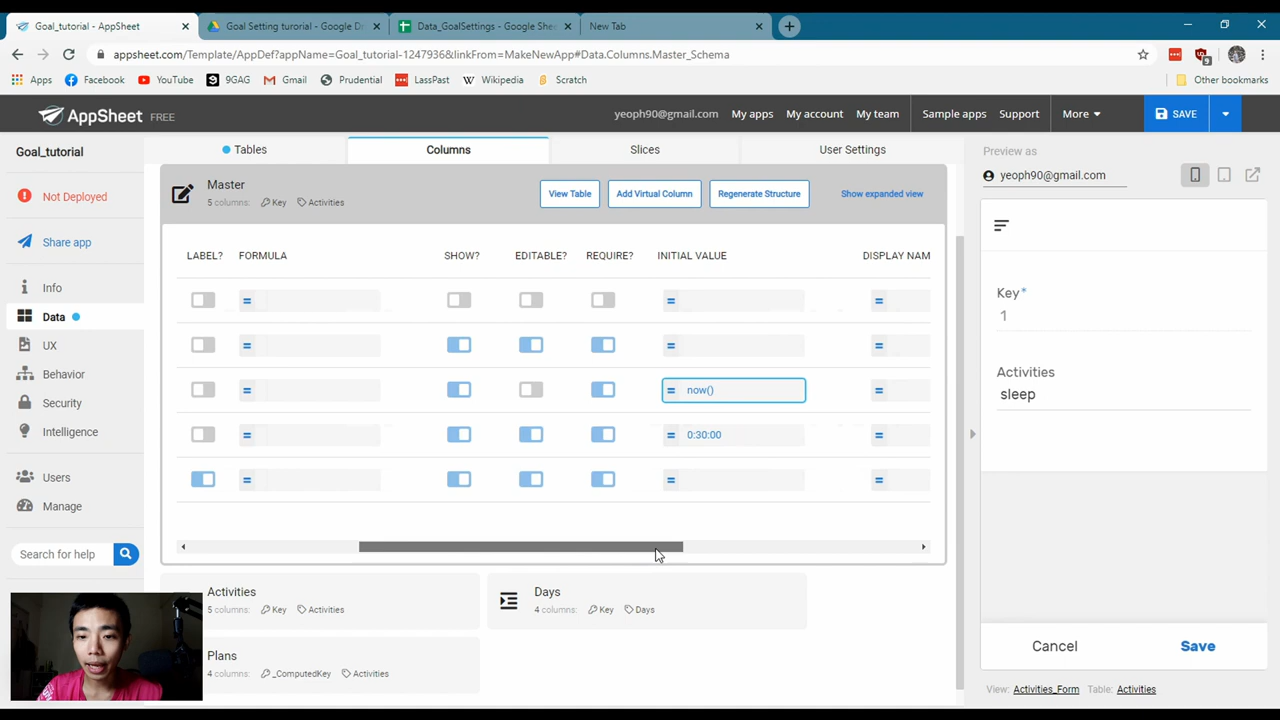 Goal_tutorial - AppSheet
Goal Setting turorial - Google Dr
Data_GoalSettings - Google Shee
New Tab
appsheet.com/Template/AppDef?appName=Goal_tutorial-1247936&linkFrom=MakeNewApp#Data.Columns.Master_Schema
9
Apps
Facebook
YouTube
9GAG
Gmail
Prudential
LassPast
Wikipedia
Scratch
Other bookmarks
AppSheet FREE
yeoph90@gmail.com
My apps
My account
My team
Sample apps
Support
More
SAVE
Goal_tutorial
Tables
Columns
Slices
User Settings
Preview as
yeoph90@gmail.com
Not Deployed
Share app
Info
Data
UX
Behavior
Security
Intelligence
Users
Manage
Search for help
Master
5 columns: Key Activities
View Table
Add Virtual Column
Regenerate Structure
Show expanded view
LABEL? FORMULA SHOW? EDITABLE? REQUIRE? INITIAL VALUE DISPLAY NAM
= = =
= = =
= = now() =
= = 0:30:00 =
= = =
Activities
5 columns: Key Activities
Days
4 columns: Key Days
Plans
4 columns: _ComputedKey Activities
Key*
1
Activities
sleep
Cancel
Save
View: Activities_Form Table: Activities